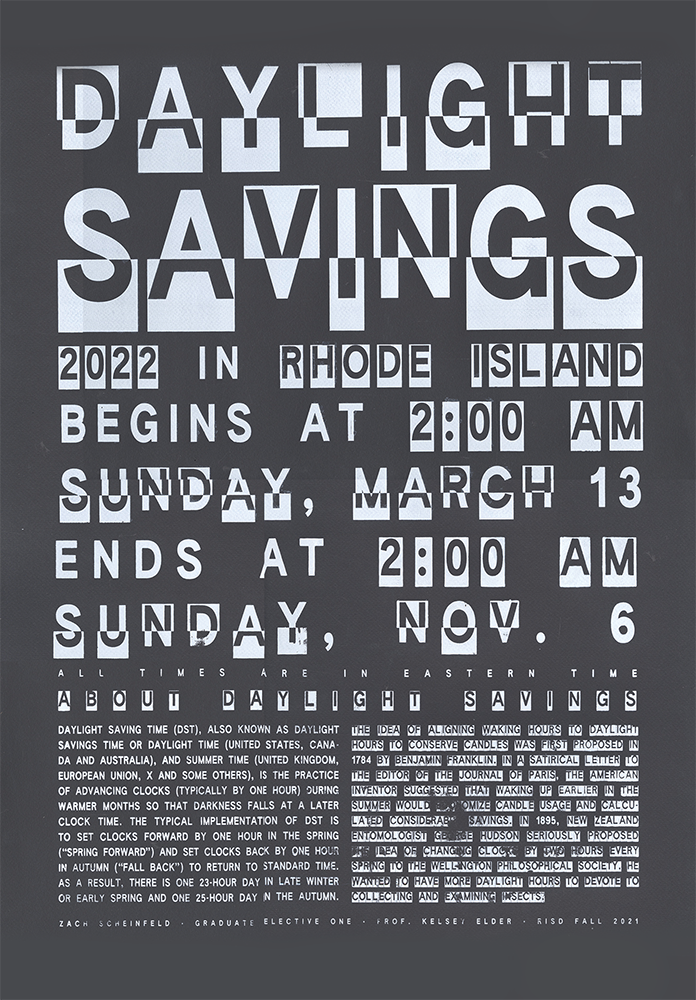 DAYLIGHT
SAVINGS
2022 IN RHODE ISLAND
BEGINS AT 2:00 AM
SUNDAY, MARCH 13
ENDS AT 2:00 AM
SUNDAY, NOV. 6
ALL TIMES ARE IN EASTERN TIME
ABOUT DAYLIGHT SAVINGS
DAYLIGHT SAVING TIME (DST), ALSO KNOWN AS DAYLIGHT
SAVINGS TIME OR DAYLIGHT TIME (UNITED STATES, CANA-
DA AND AUSTRALIA), AND SUMMER TIME (UNITED KINGDOM,
EUROPEAN UNION, X AND SOME OTHERS), IS THE PRACTICE
OF ADVANCING CLOCKS (TYPICALLY BY ONE HOUR) DURING
WARMER MONTHS SO THAT DARKNESS FALLS AT A LATER
CLOCK TIME. THE TYPICAL IMPLEMENTATION OF DST IS
TO SET CLOCKS FORWARD BY ONE HOUR IN THE SPRING
("SPRING FORWARD") AND SET CLOCKS BACK BY ONE HOUR
IN AUTUMN ("FALL BACK") TO RETURN TO STANDARD TIME.
AS A RESULT, THERE IS ONE 23-HOUR DAY IN LATE WINTER
OR EARLY SPRING AND ONE 25-HOUR DAY IN THE AUTUMN.
THE IDEA OF ALIGNING WAKING HOURS TO DAYLIGHT
HOURS TO CONSERVE CANDLES WAS FIRST PROPOSED IN
1784 BY BENJAMIN FRANKLIN. IN A SATIRICAL LETTER TO
THE EDITOR OF THE JOURNAL OF PARIS, THE AMERICAN
INVENTOR SUGGESTED THAT WAKING UP EARLIER IN THE
SUMMER WOULD CANDLE USAGE AND CALCU
LATED SAVINGS. IN 1895, NEW ZEALAND
ENTOMOLOGIST GEORGE HUDSON SERIOUSLY PROPOSED
THE IDEA OF CHANGING CLOCKS BY TWO HOURS EVERY
SPRING TO THE WELLINGTON PHILOSOPHICAL SOCIETY. HE
WANTED TO HAVE MORE DAYLIGHT HOURS TO DEVOTE TO
COLLECTING AND EXAMINING INSECTS.
ZACH SCHEINFELD · GRADUATE ELECTIVE ONE · PROF. KELSEY ELDER · RISD FALL 2021